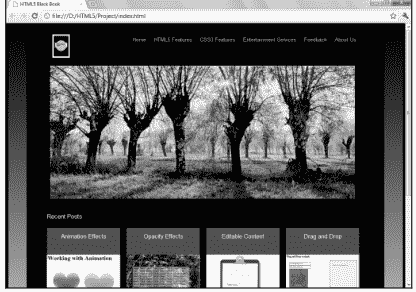 HTML5 Black Book
file:///D:/HTML5/Project/index.html
Home HTML5 Features CSS3 Features Entertainment Services Feedback About Us
Recent Posts
Animation Effects Opacity Effects Editable Content Drag and Drop
Working with Animation